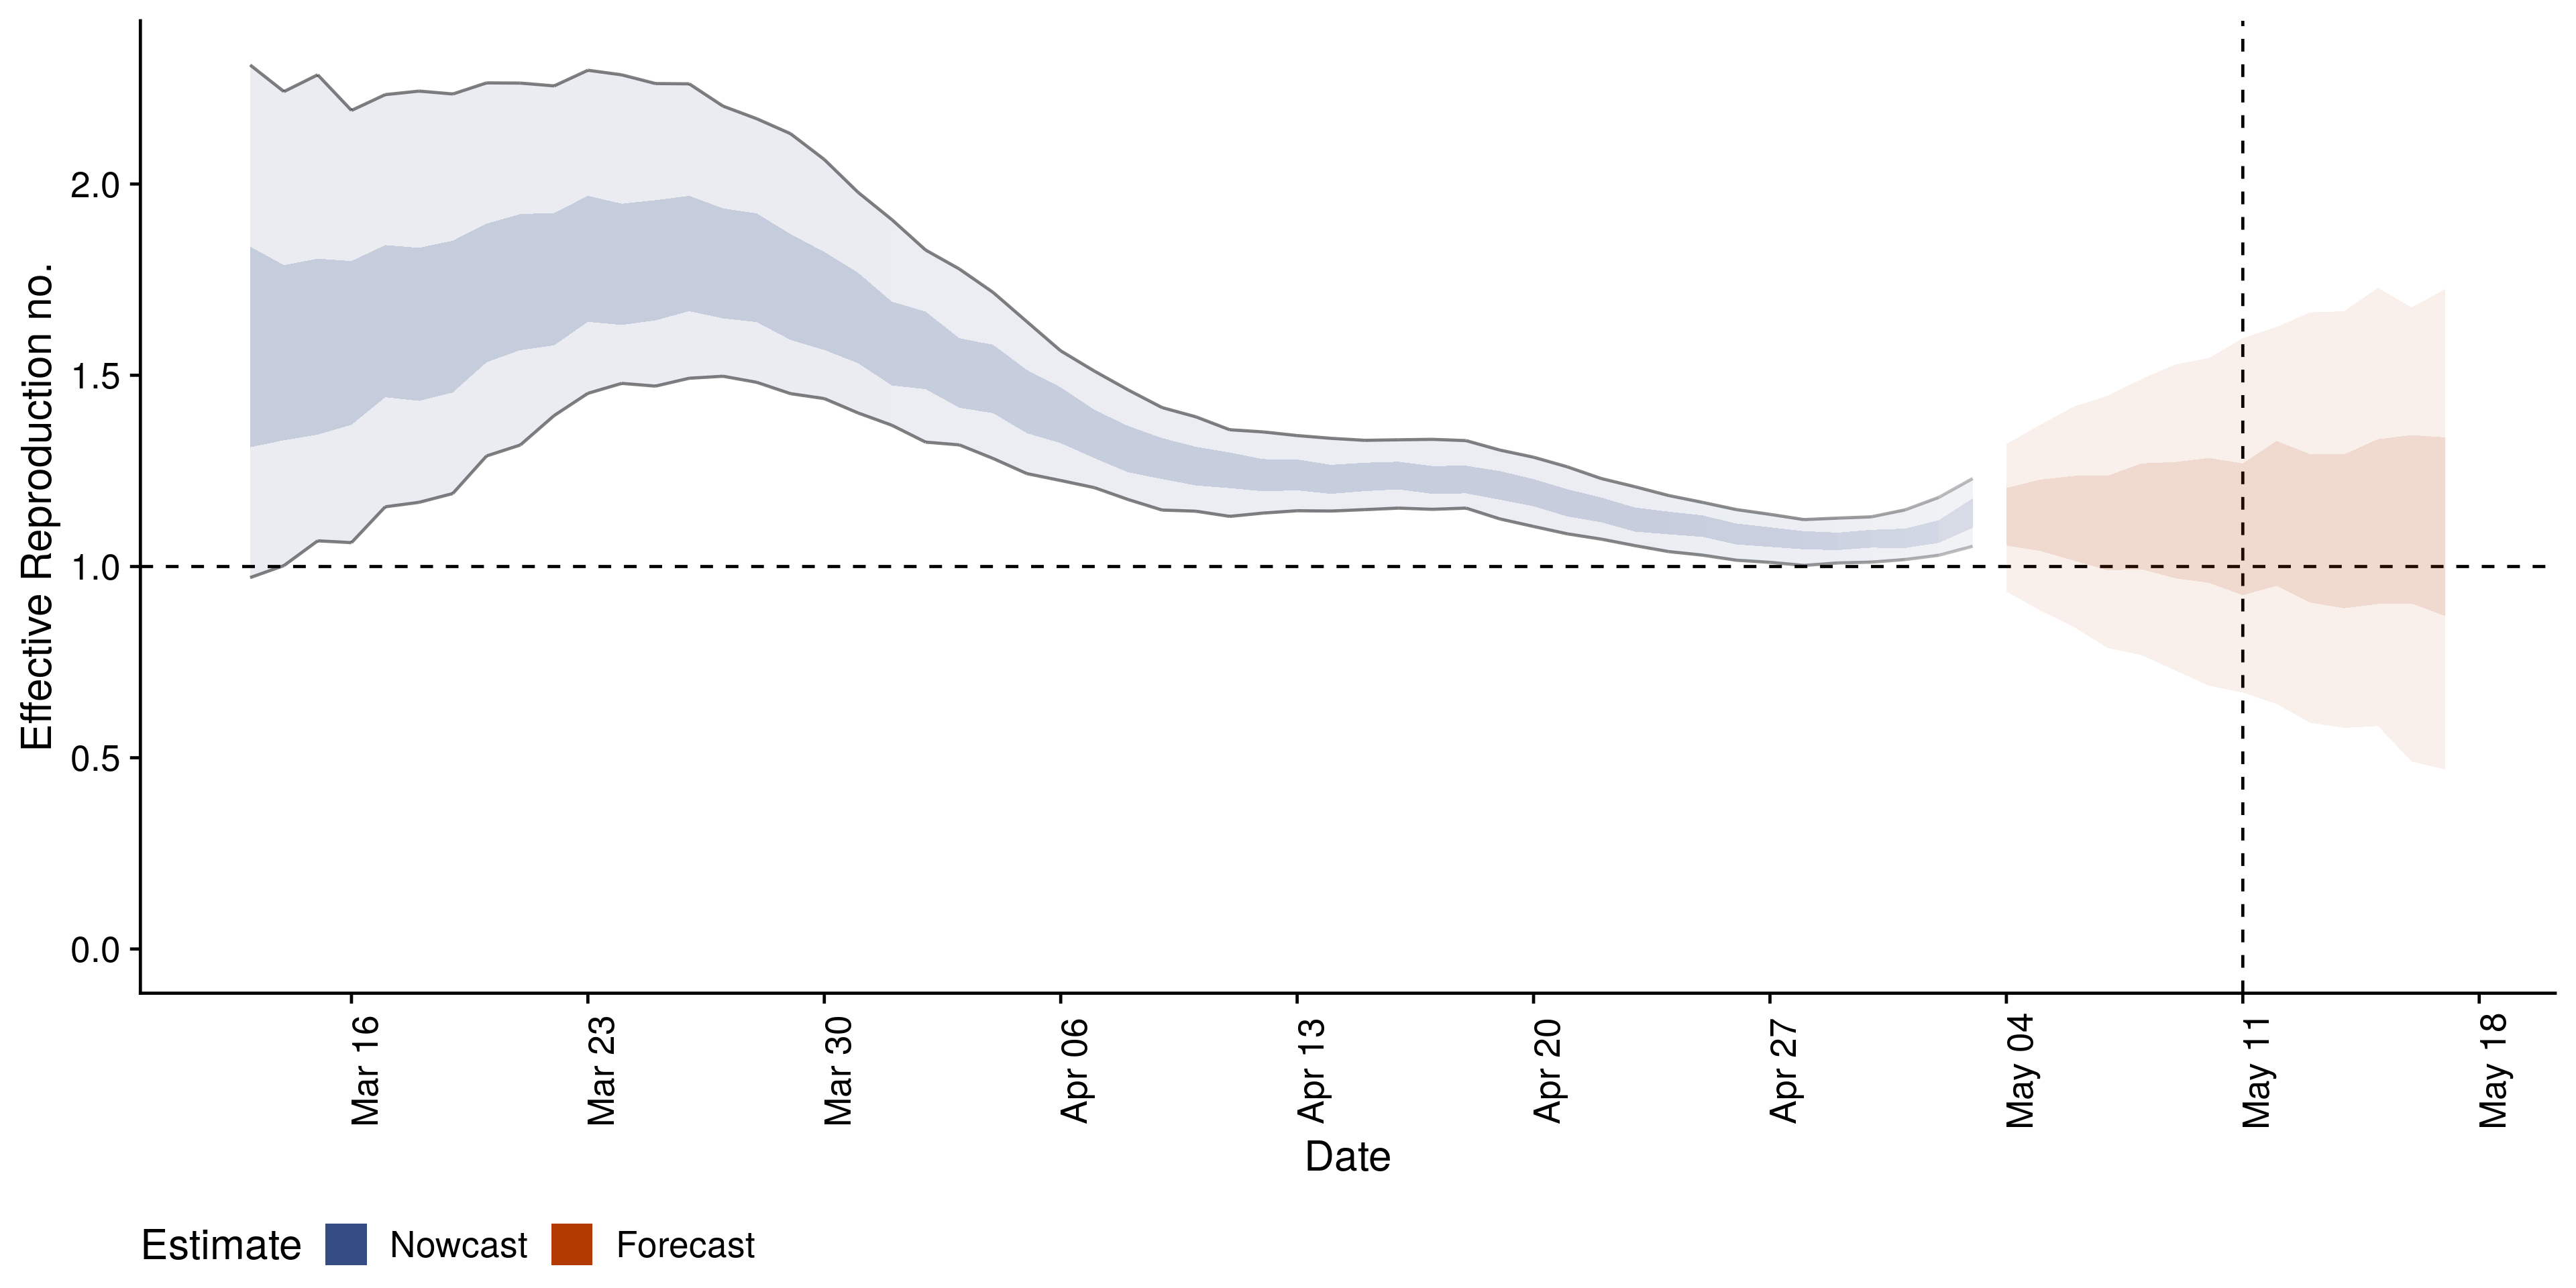 Effective Reproduction no.
2.0
1.5
1.0
0.5
0.0
Mar 16
Mar 23
Mar 30
Apr 06
Apr 13
Apr 20
Apr 27
May 04
May 11
May 18
Date
Estimate Nowcast Forecast